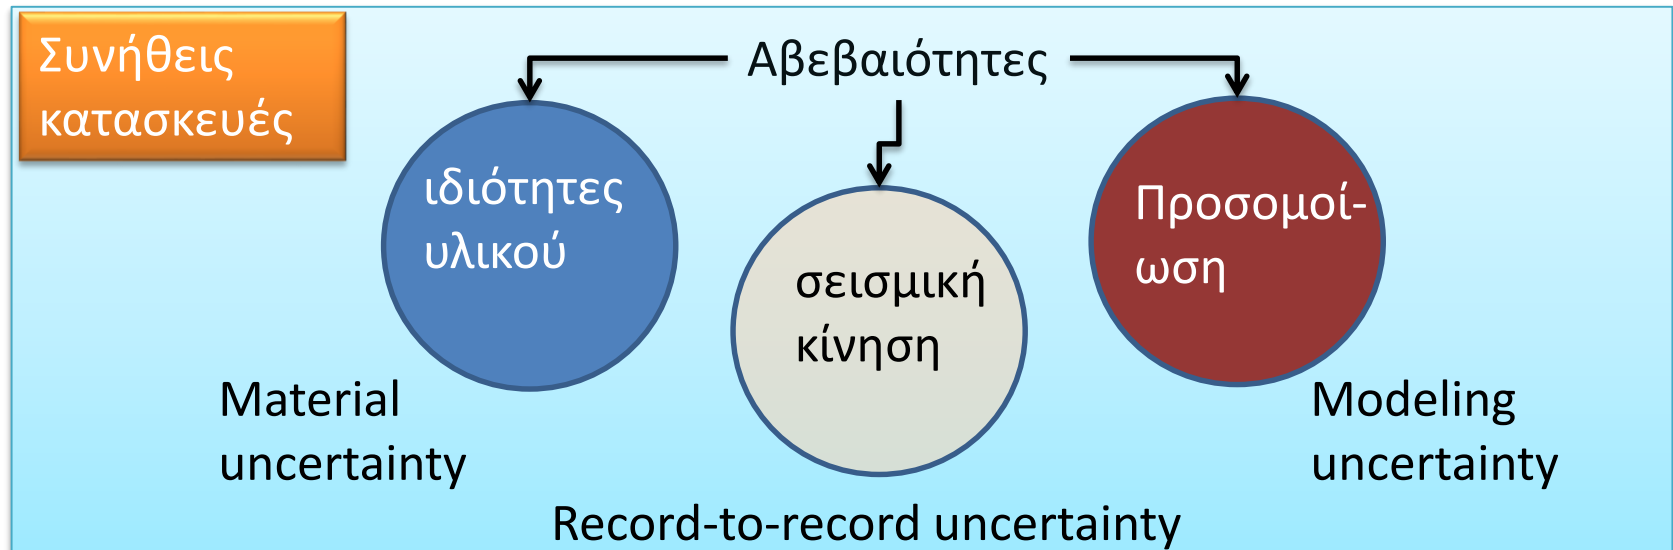 Συνήθεις
κατασκευές
Αβεβαιότητες
ιδιότητες
υλικού
σεισμική
κίνηση
Προσομοί-
ωση
Material
uncertainty
Record-to-record uncertainty
Modeling
uncertainty